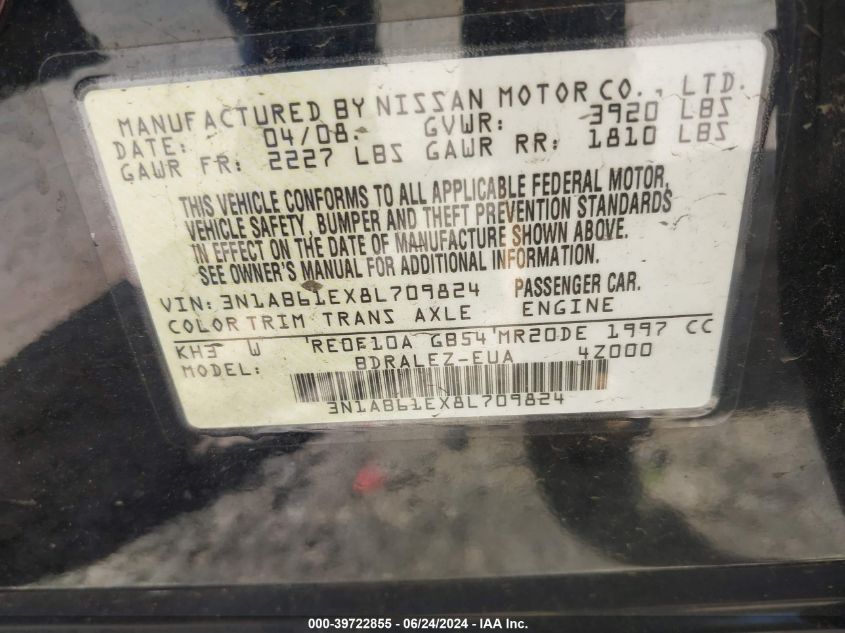 MANUFACTURED BY NISSAN MOTOR CO., LTD.
DATE: 04/08. GVWR: 3920 LBS
GAWR FR: 2227 LBS GAWR RR: 1810 LBS
THIS VEHICLE CONFORMS TO ALL APPLICABLE FEDERAL MOTOR,
VEHICLE SAFETY, BUMPER AND THEFT PREVENTION STANDARDS
IN EFFECT ON THE DATE OF MANUFACTURE SHOWN ABOVE.
SEE OWNER'S MANUAL FOR ADDITIONAL INFORMATION.
VIN: 3N1AB61EX8L709824 PASSENGER CAR.
COLOR TRIM TRANS AXLE ENGINE
KH3 W RE0F10A GB54 MR20DE 1997 CC
MODEL: BDRALEZ-EUA 4Z000
3N1AB61EX8L709824
000-39722855 - 06/24/2024 - IAA Inc.